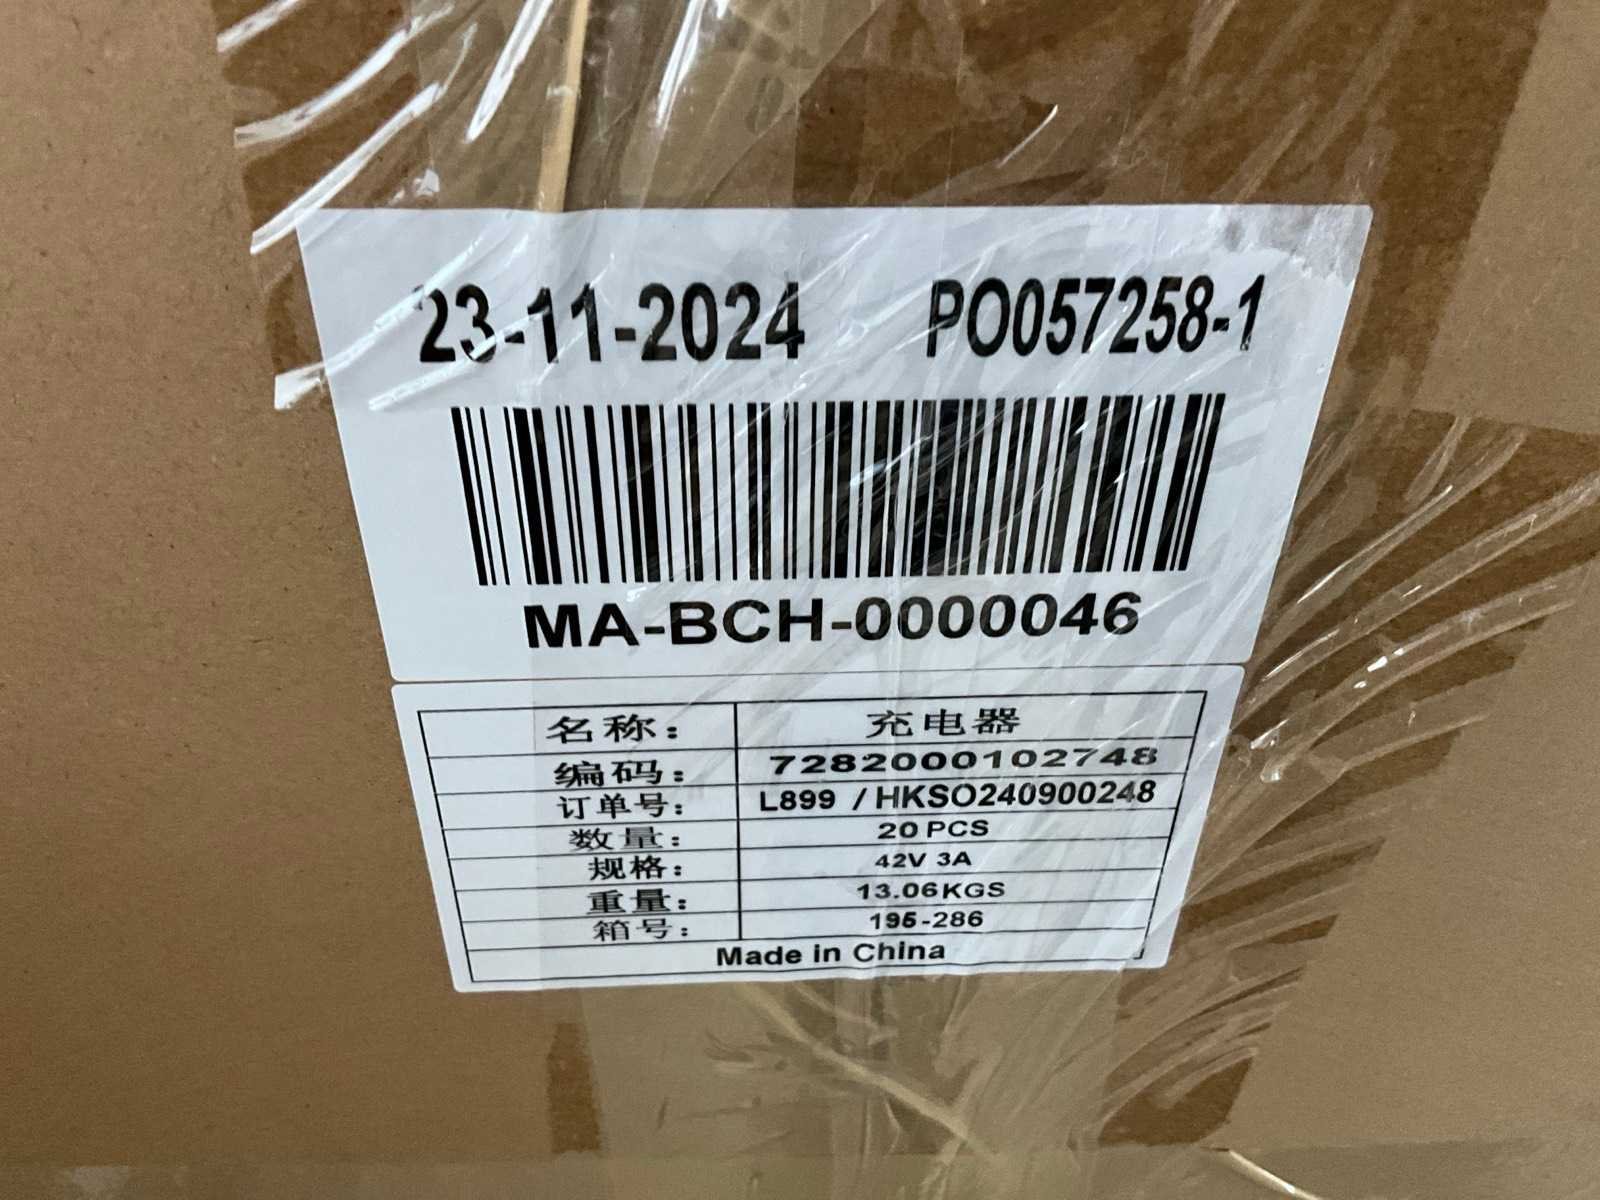 23-11-2024 PO057258-1
MA-BCH-0000046
名称： 充电器
编码： 7282000102748
订单号： L899 / HKSO240900248
数量： 20 PCS
规格： 42V 3A
重量： 13.06KGS
箱号： 195-286
Made in China